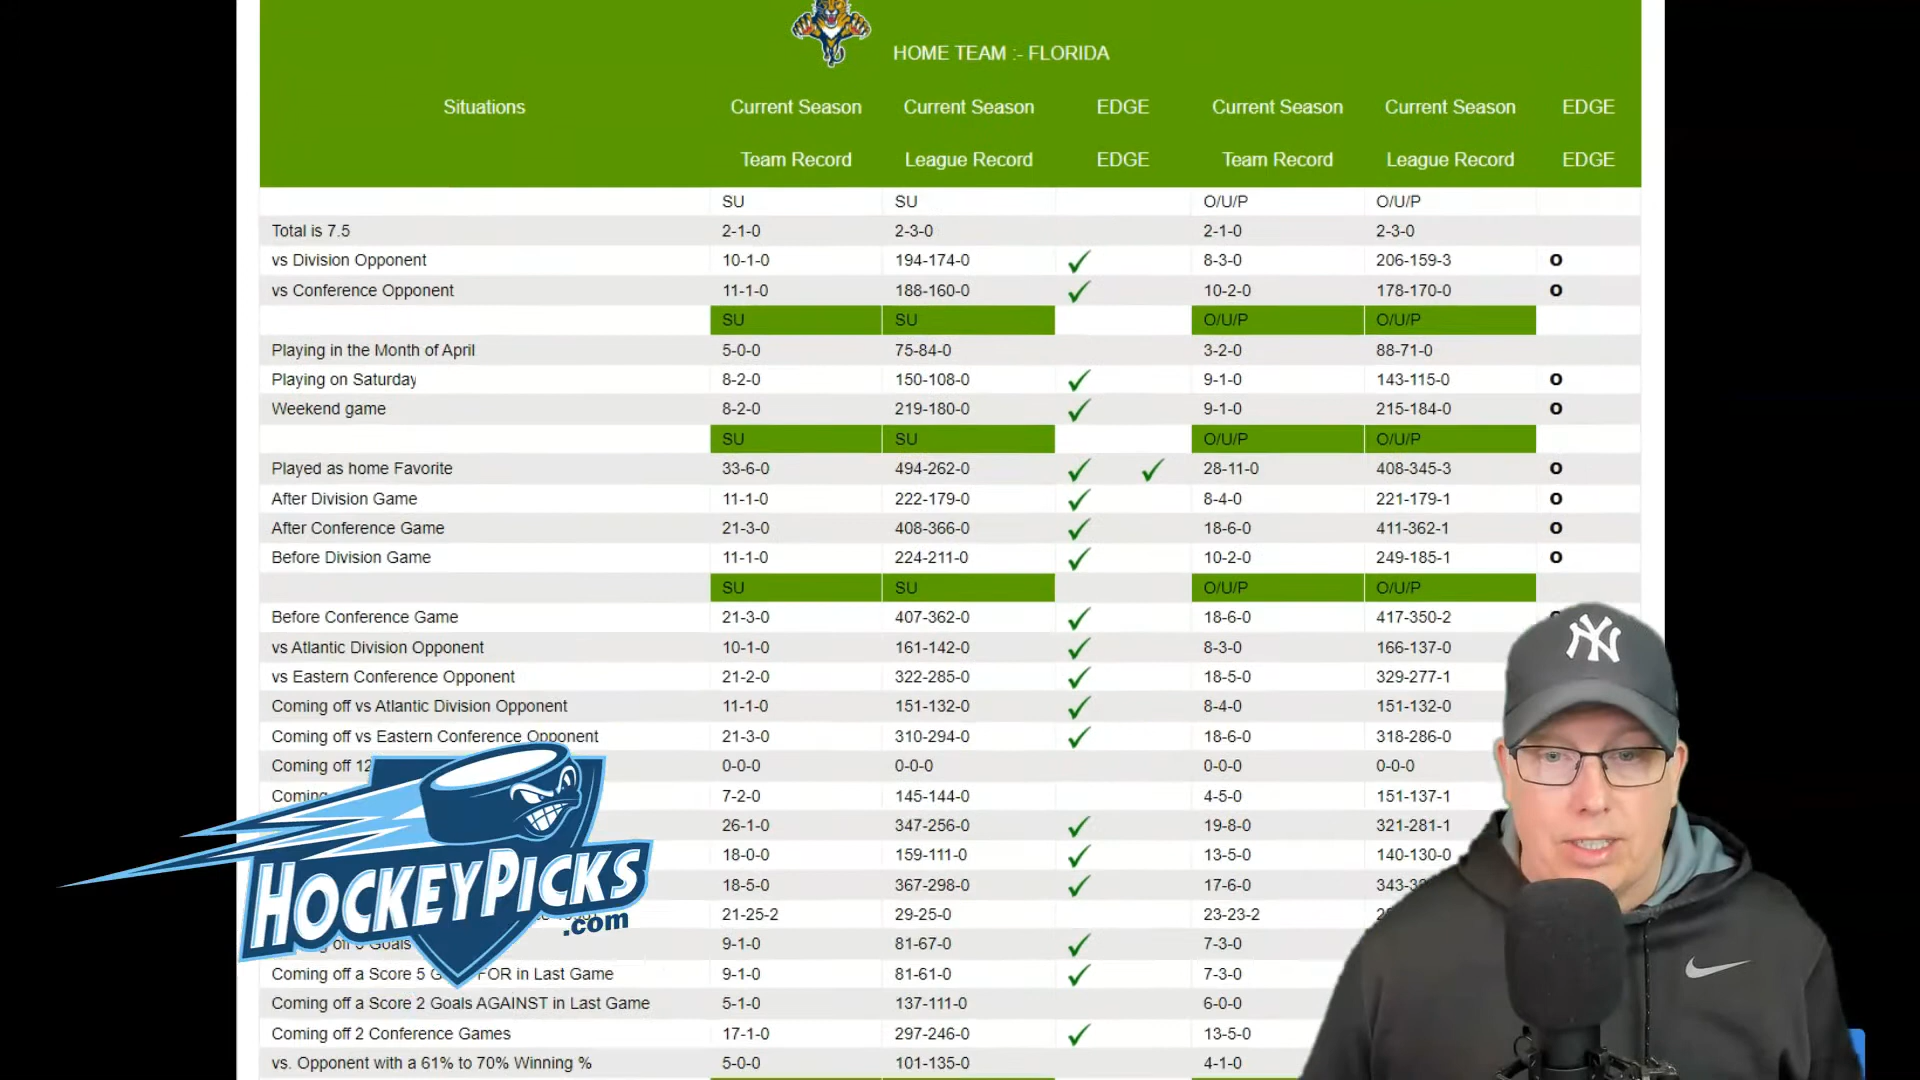 HOME TEAM :- FLORIDA
Situations Current Season Current Season EDGE Current Season Current Season EDGE
Team Record League Record EDGE Team Record League Record EDGE
SU SU O/U/P O/U/P
Total is 7.5 2-1-0 2-3-0 2-1-0 2-3-0
vs Division Opponent 10-1-0 194-174-0 8-3-0 206-159-3 O
vs Conference Opponent 11-1-0 188-160-0 10-2-0 178-170-0 O
SU SU O/U/P O/U/P
Playing in the Month of April 5-0-0 75-84-0 3-2-0 88-71-0
Playing on Saturday 8-2-0 150-108-0 9-1-0 143-115-0 O
Weekend game 8-2-0 219-180-0 9-1-0 215-184-0 O
SU SU O/U/P O/U/P
Played as home Favorite 33-6-0 494-262-0 28-11-0 408-345-3 O
After Division Game 11-1-0 222-179-0 8-4-0 221-179-1 O
After Conference Game 21-3-0 408-366-0 18-6-0 411-362-1 O
Before Division Game 11-1-0 224-211-0 10-2-0 249-185-1 O
SU SU O/U/P O/U/P
Before Conference Game 21-3-0 407-362-0 18-6-0 417-350-2
vs Atlantic Division Opponent 10-1-0 161-142-0 8-3-0 166-137-0
vs Eastern Conference Opponent 21-2-0 322-285-0 18-5-0 329-277-1
Coming off vs Atlantic Division Opponent 11-1-0 151-132-0 8-4-0 151-132-0
Coming off vs Eastern Conference Opponent 21-3-0 310-294-0 18-6-0 318-286-0
Coming off 12 0-0-0 0-0-0 0-0-0 0-0-0
Coming 7-2-0 145-144-0 4-5-0 151-137-1
26-1-0 347-256-0 19-8-0 321-281-1
18-0-0 159-111-0 13-5-0 140-130-0
18-5-0 367-298-0 17-6-0
21-25-2 29-25-0 23-23-2
off Goals 9-1-0 81-67-0 7-3-0
Coming off a Score 5 FOR in Last Game 9-1-0 81-61-0 7-3-0
Coming off a Score 2 Goals AGAINST in Last Game 5-1-0 137-111-0 6-0-0
Coming off 2 Conference Games 17-1-0 297-246-0 13-5-0
vs. Opponent with a 61% to 70% Winning % 5-0-0 101-135-0 4-1-0
HOCKEYPICKS
.com
NY